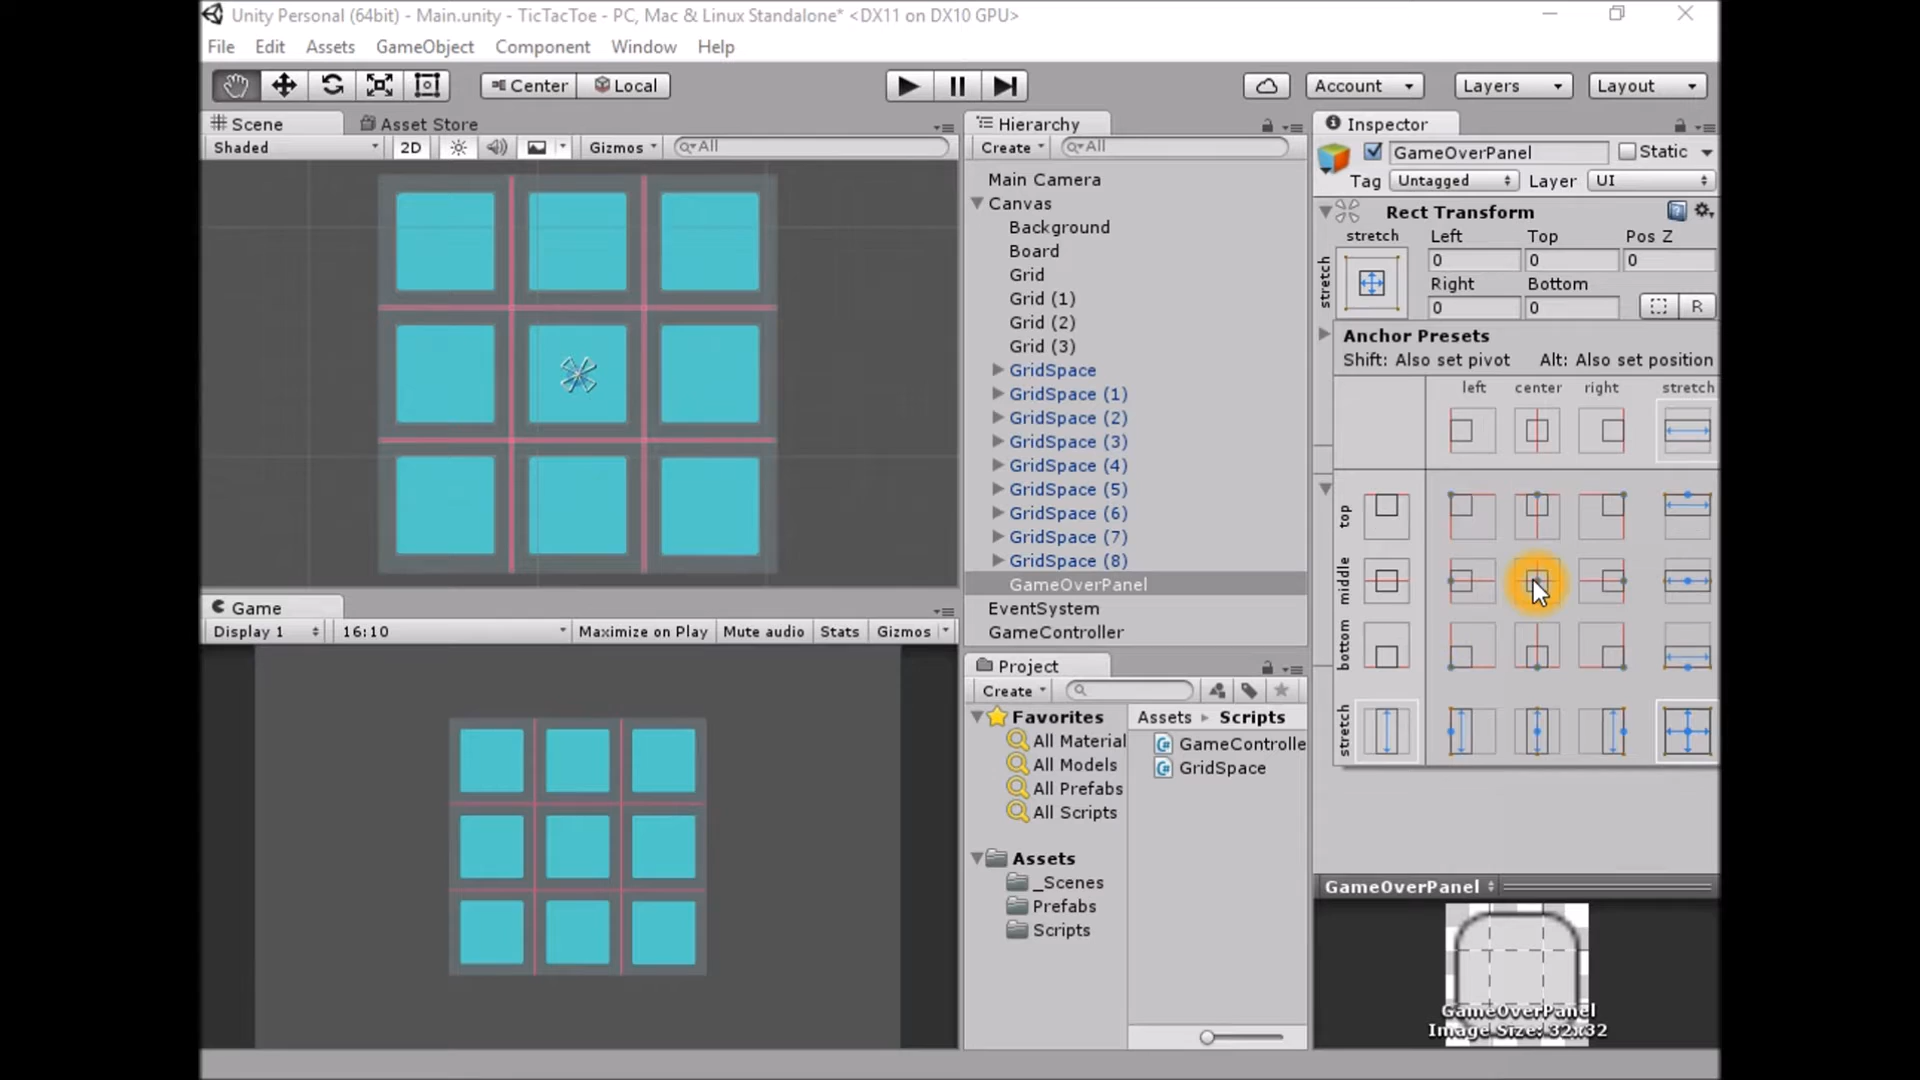 Unity Personal (64bit) - Main.unity - TicTacToe - PC, Mac & Linux Standalone* <DX11 on DX10 GPU>
File Edit Assets GameObject Component Window Help
Center Local Account Layers Layout
Scene Asset Store
Shaded 2D Gizmos All
Hierarchy
Create All
Main Camera
Canvas
Background
Board
Grid
Grid (1)
Grid (2)
Grid (3)
GridSpace
GridSpace (1)
GridSpace (2)
GridSpace (3)
GridSpace (4)
GridSpace (5)
GridSpace (6)
GridSpace (7)
GridSpace (8)
GameOverPanel
EventSystem
GameController
Inspector
GameOverPanel Static
Tag Untagged Layer UI
Rect Transform
stretch Left Top Pos Z
0 0 0
stretch
Right Bottom
0 0 R
Anchor Presets
Shift: Also set pivot Alt: Also set position
left center right stretch
top
middle
bottom
stretch
Game
Display 1 16:10 Maximize on Play Mute audio Stats Gizmos
Project
Create
Favorites
All Material
All Models
All Prefabs
All Scripts
Assets
_Scenes
Prefabs
Scripts
Assets Scripts
GameControlle
GridSpace
GameOverPanel
GameOverPanel
Image Size: 32x32